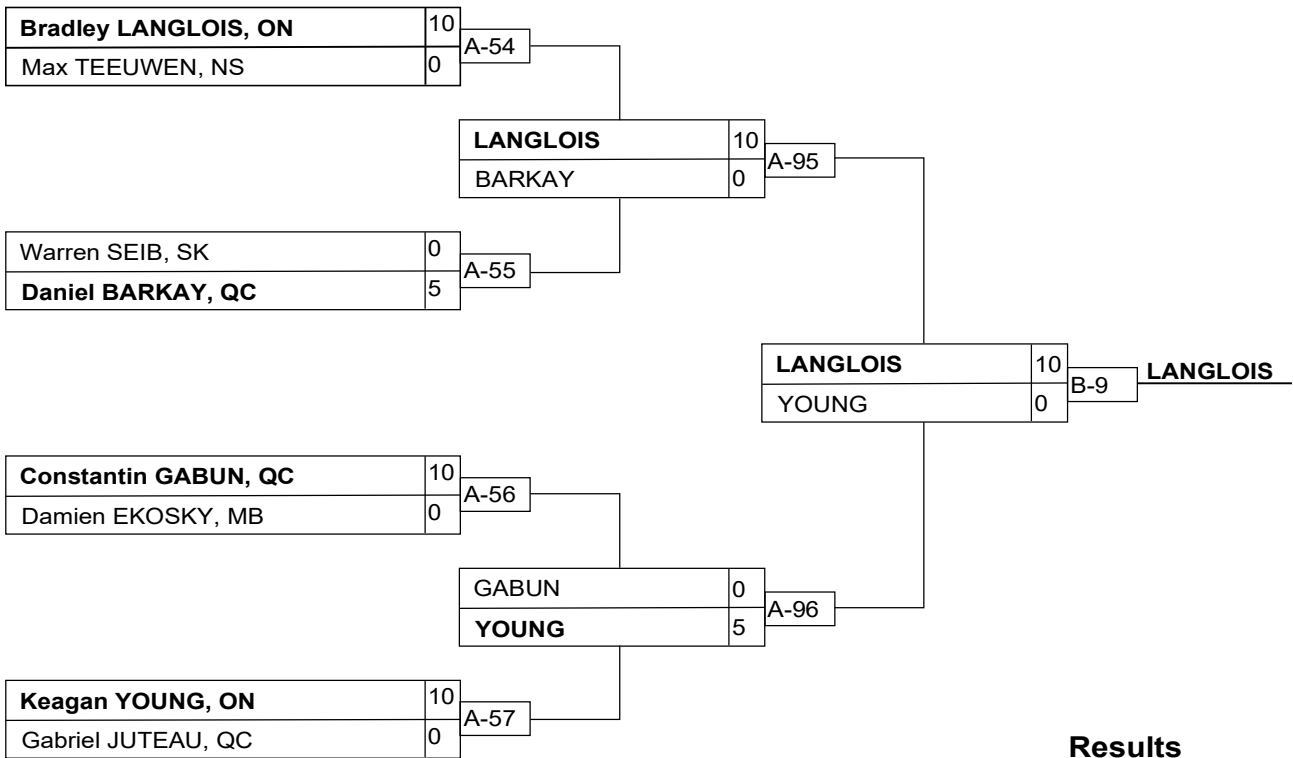 Bradley LANGLOIS, ON 10
A-54
Max TEEUWEN, NS 0
LANGLOIS 10
A-95
BARKAY 0
Warren SEIB, SK 0
A-55
Daniel BARKAY, QC 5
LANGLOIS 10
B-9 LANGLOIS
YOUNG 0
Constantin GABUN, QC 10
A-56
Damien EKOSKY, MB 0
GABUN 0
A-96
YOUNG 5
Keagan YOUNG, ON 10
A-57
Gabriel JUTEAU, QC 0
Results